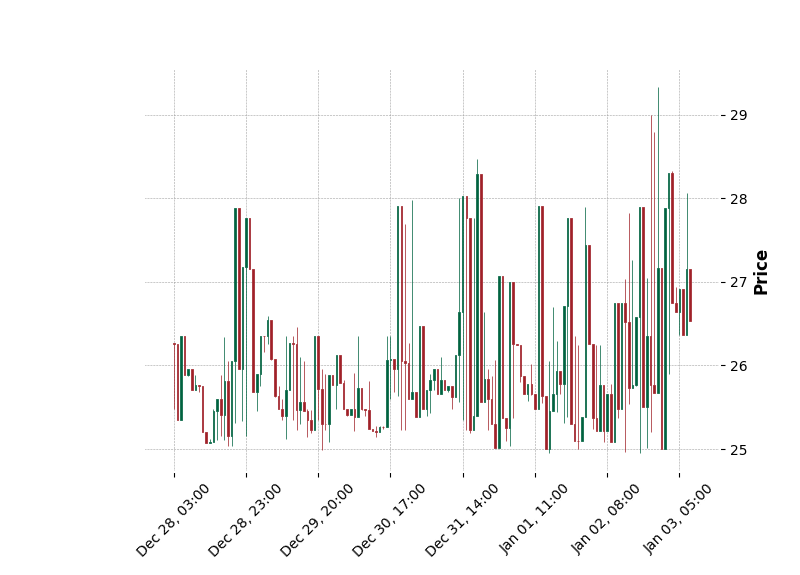 29
28
27
26
25
Price
Dec 28, 03:00
Dec 28, 23:00
Dec 29, 20:00
Dec 30, 17:00
Dec 31, 14:00
Jan 01, 11:00
Jan 02, 08:00
Jan 03, 05:00